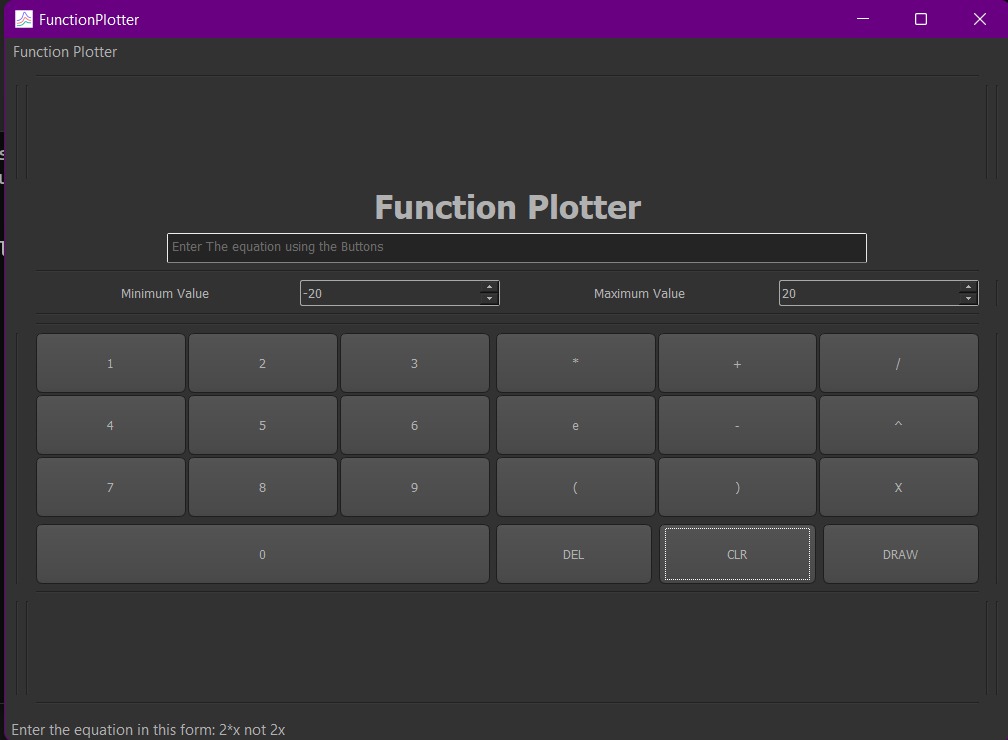 FunctionPlotter
Function Plotter
Function Plotter
Enter The equation using the Buttons
Minimum Value -20 Maximum Value 20
1 2 3 * + /
4 5 6 e - ^
7 8 9 ( ) X
0 DEL CLR DRAW
Enter the equation in this form: 2*x not 2x